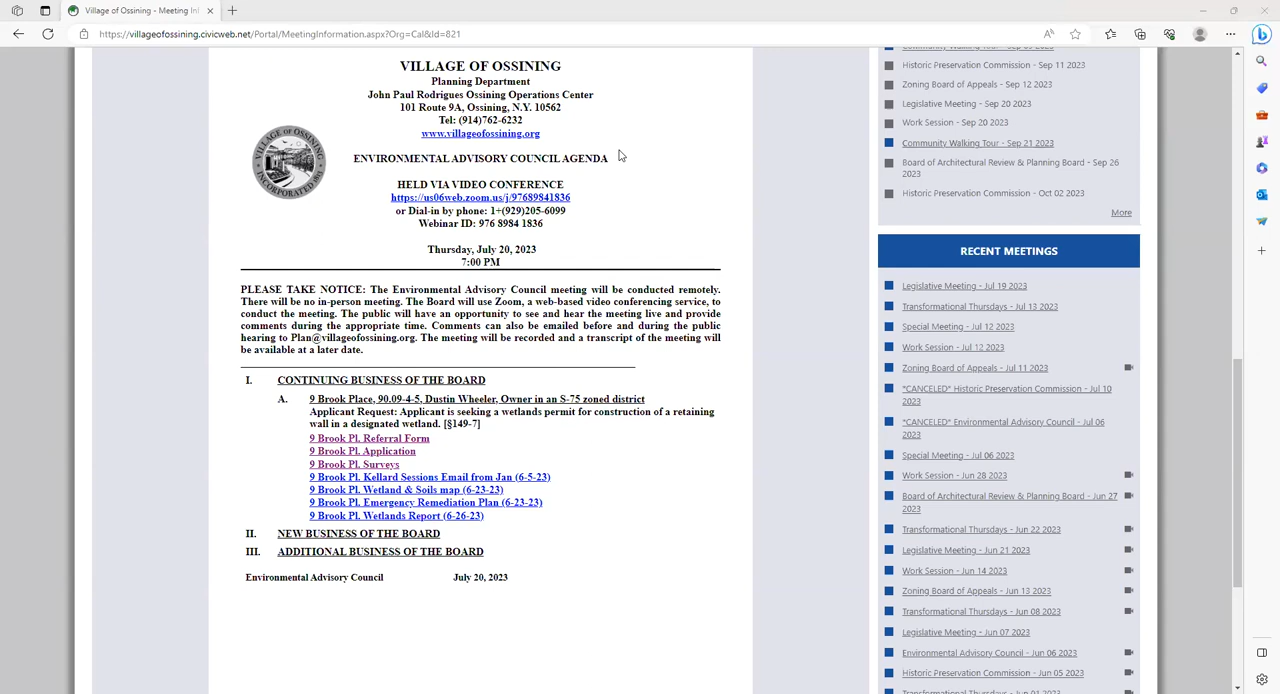 Village of Ossining - Meeting Inf
https://villageofossining.civicweb.net/Portal/MeetingInformation.aspx?Org=Cal&Id=821
VILLAGE OF OSSINING
Planning Department
John Paul Rodrigues Ossining Operations Center
101 Route 9A, Ossining, N.Y. 10562
Tel: (914)762-6232
www.villageofossining.org
VILLAGE OF OSSINING
INCORPORATED 1813
ENVIRONMENTAL ADVISORY COUNCIL AGENDA
HELD VIA VIDEO CONFERENCE
https://us06web.zoom.us/j/97689841836
or Dial-in by phone: 1+(929)205-6099
Webinar ID: 976 8984 1836
Thursday, July 20, 2023
7:00 PM
PLEASE TAKE NOTICE: The Environmental Advisory Council meeting will be conducted remotely.
There will be no in-person meeting. The Board will use Zoom, a web-based video conferencing service, to
conduct the meeting. The public will have an opportunity to see and hear the meeting live and provide
comments during the appropriate time. Comments can also be emailed before and during the public
hearing to Plan@villageofossining.org. The meeting will be recorded and a transcript of the meeting will
be available at a later date.
I. CONTINUING BUSINESS OF THE BOARD
A. 9 Brook Place, 90.09-4-5, Dustin Wheeler, Owner in an S-75 zoned district
Applicant Request: Applicant is seeking a wetlands permit for construction of a retaining
wall in a designated wetland. [§149-7]
9 Brook Pl. Referral Form
9 Brook Pl. Application
9 Brook Pl. Surveys
9 Brook Pl. Kellard Sessions Email from Jan (6-5-23)
9 Brook Pl. Wetland & Soils map (6-23-23)
9 Brook Pl. Emergency Remediation Plan (6-23-23)
9 Brook Pl. Wetlands Report (6-26-23)
II. NEW BUSINESS OF THE BOARD
III. ADDITIONAL BUSINESS OF THE BOARD
Environmental Advisory Council July 20, 2023
Community Walking Tour - Sep 09 2023
Historic Preservation Commission - Sep 11 2023
Zoning Board of Appeals - Sep 12 2023
Legislative Meeting - Sep 20 2023
Work Session - Sep 20 2023
Community Walking Tour - Sep 21 2023
Board of Architectural Review & Planning Board - Sep 26
2023
Historic Preservation Commission - Oct 02 2023
More
RECENT MEETINGS
Legislative Meeting - Jul 19 2023
Transformational Thursdays - Jul 13 2023
Special Meeting - Jul 12 2023
Work Session - Jul 12 2023
Zoning Board of Appeals - Jul 11 2023
*CANCELED* Historic Preservation Commission - Jul 10
2023
*CANCELED* Environmental Advisory Council - Jul 06
2023
Special Meeting - Jul 06 2023
Work Session - Jun 28 2023
Board of Architectural Review & Planning Board - Jun 27
2023
Transformational Thursdays - Jun 22 2023
Legislative Meeting - Jun 21 2023
Work Session - Jun 14 2023
Zoning Board of Appeals - Jun 13 2023
Transformational Thursdays - Jun 08 2023
Legislative Meeting - Jun 07 2023
Environmental Advisory Council - Jun 06 2023
Historic Preservation Commission - Jun 05 2023
Transformational Thursdays - Jun 01 2023